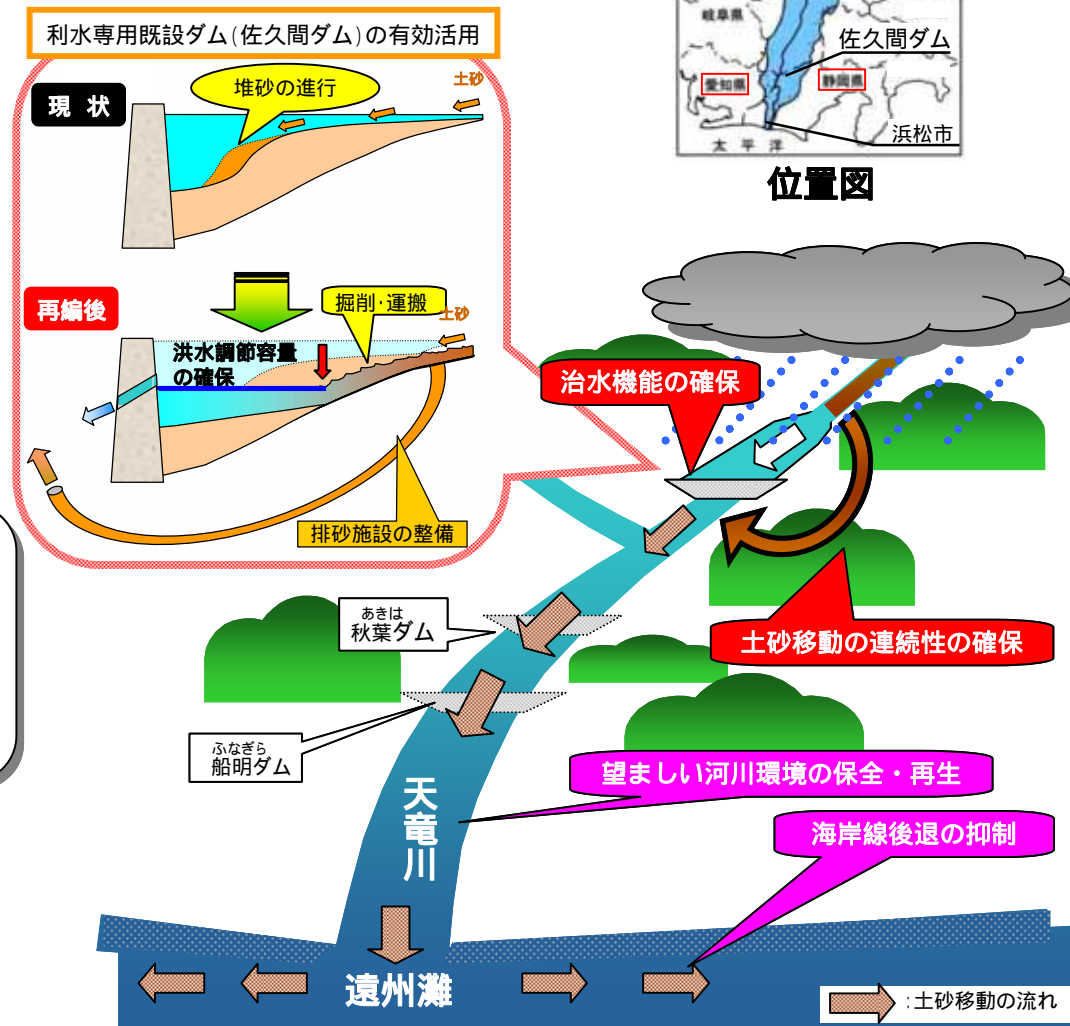 利水専用既設ダム(佐久間ダム)の有効活用
現 状
堆砂の進行
土砂
再編後
掘削・運搬
土砂
洪水調節容量
の確保
排砂施設の整備
岐阜県
佐久間ダム
愛知県
静岡県
浜松市
太 平 洋
位置図
治水機能の確保
土砂移動の連続性の確保
あきは
秋葉ダム
ふなぎら
船明ダム
望ましい河川環境の保全・再生
天竜川
海岸線後退の抑制
遠州灘
:土砂移動の流れ